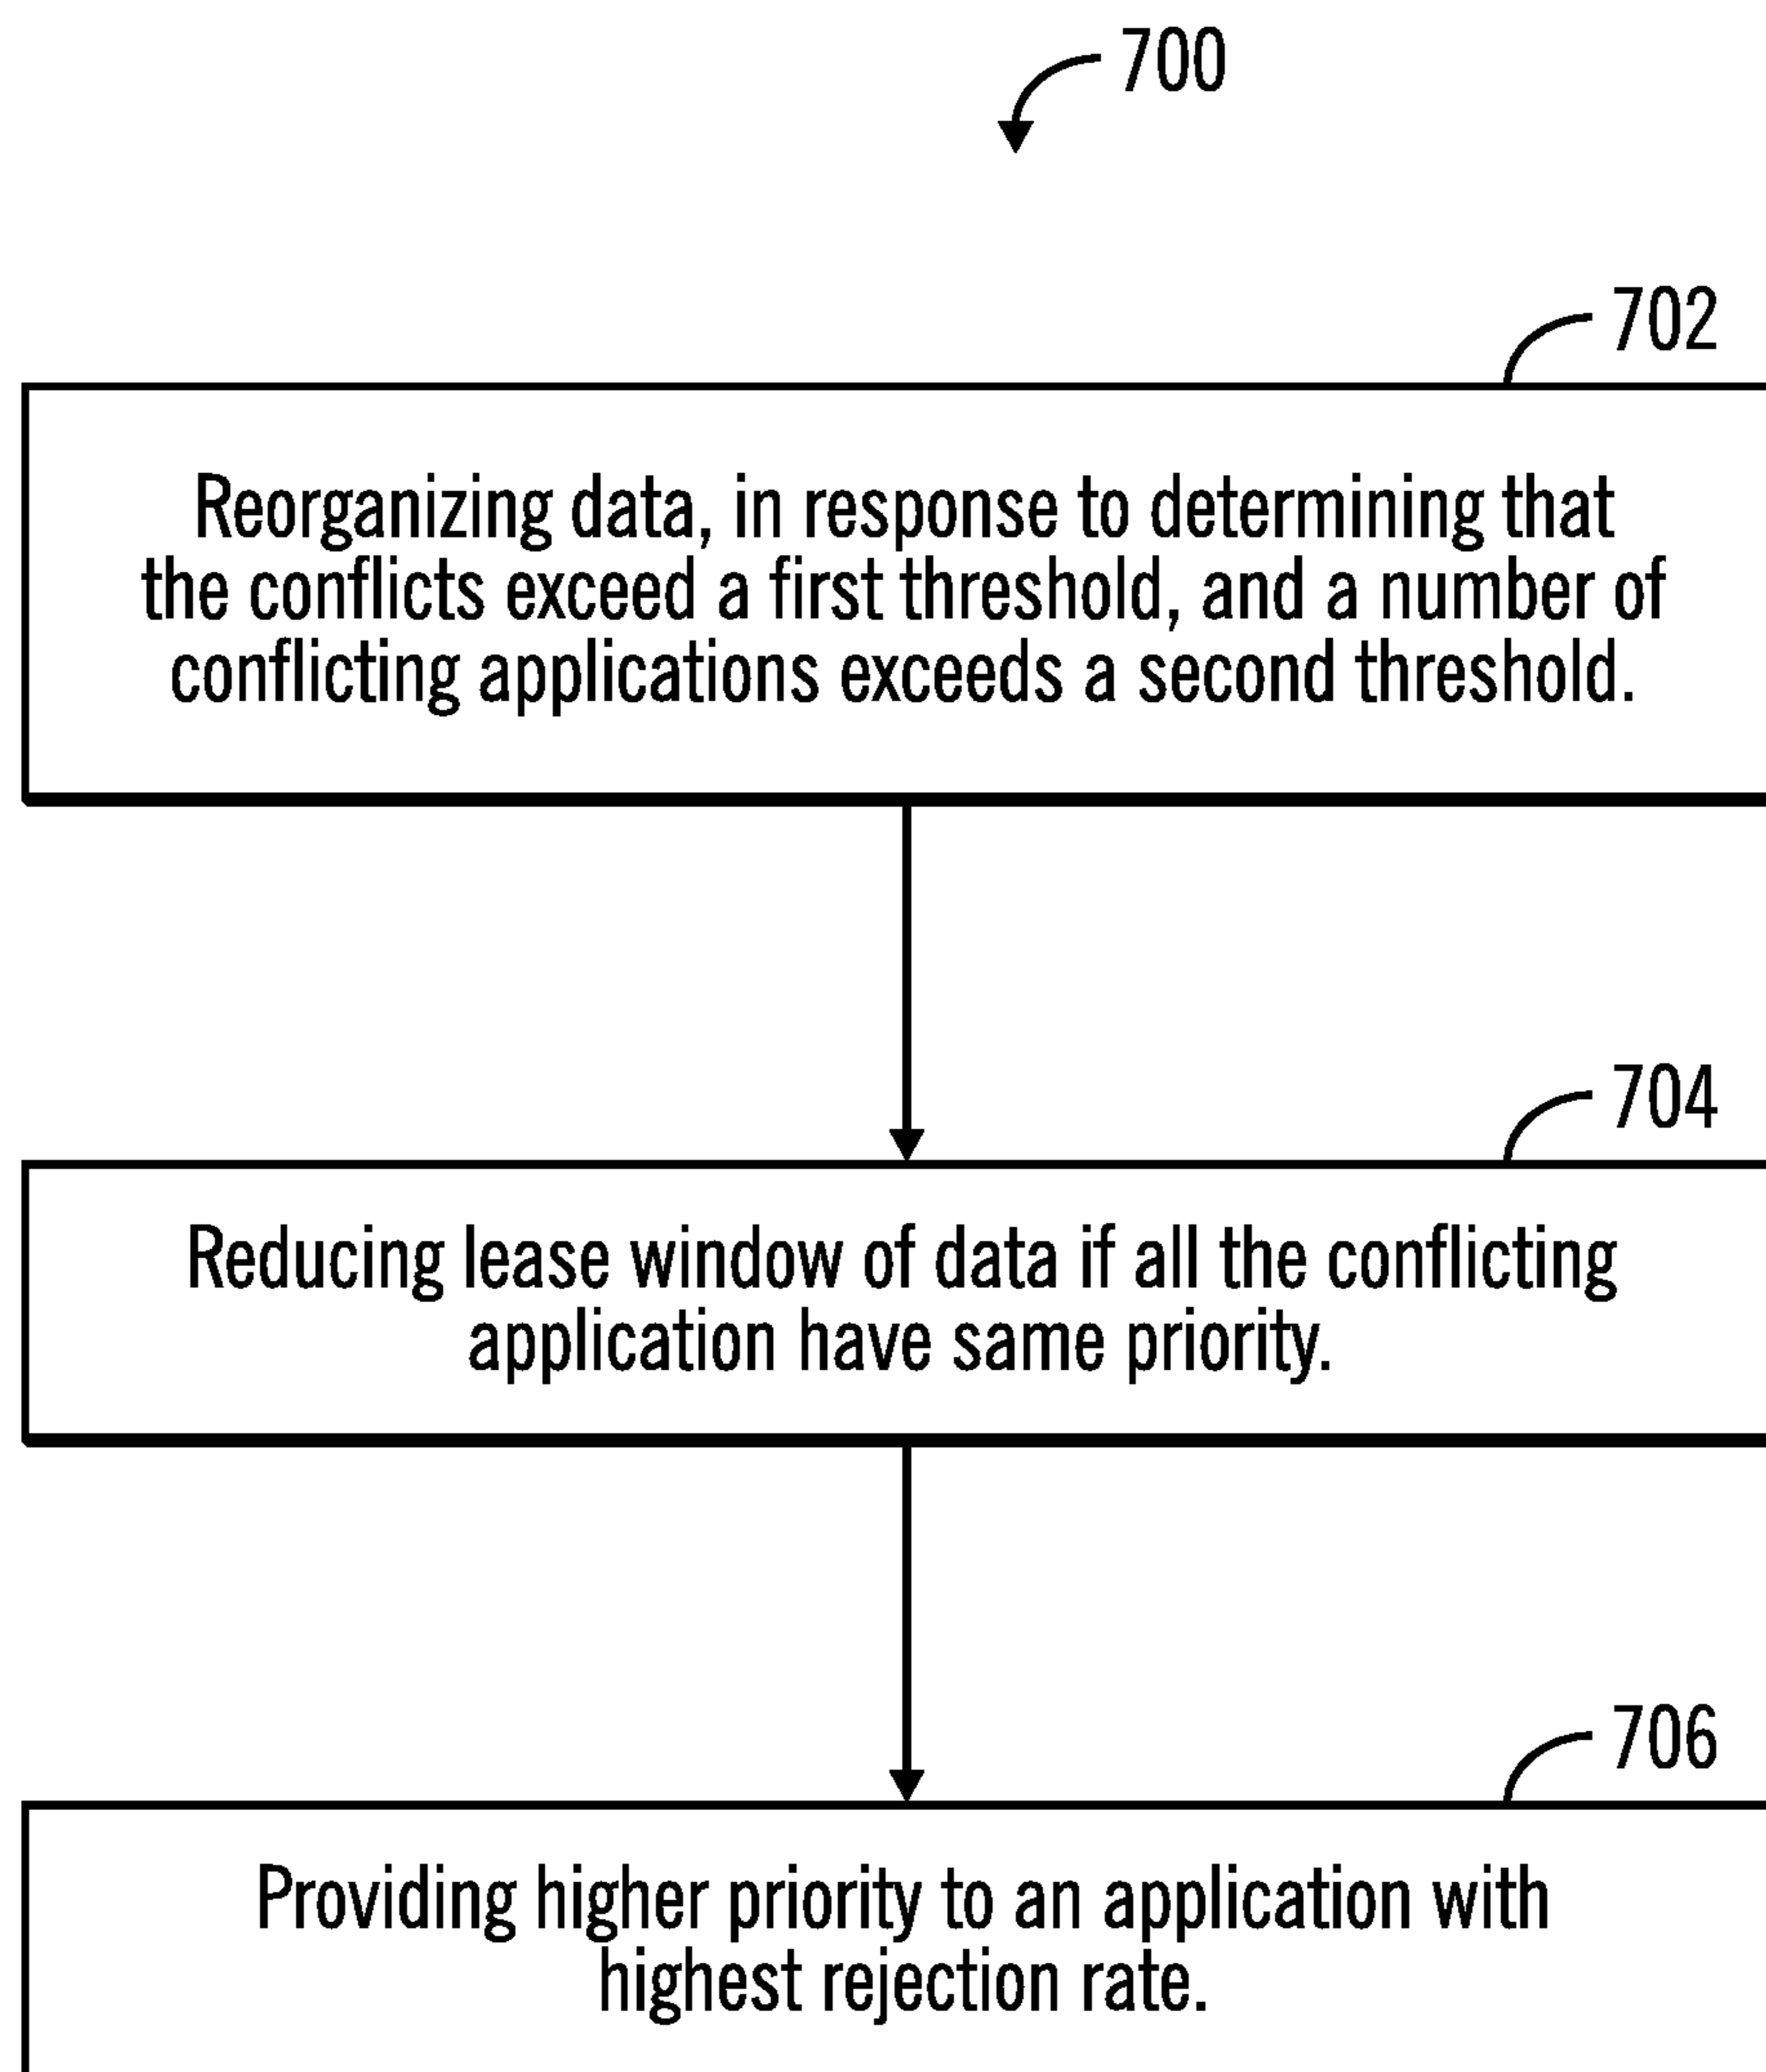 700
702
Reorganizing data, in response to determining that
the conflicts exceed a first threshold, and a number of
conflicting applications exceeds a second threshold.
704
Reducing lease window of data if all the conflicting
application have same priority.
706
Providing higher priority to an application with
highest rejection rate.